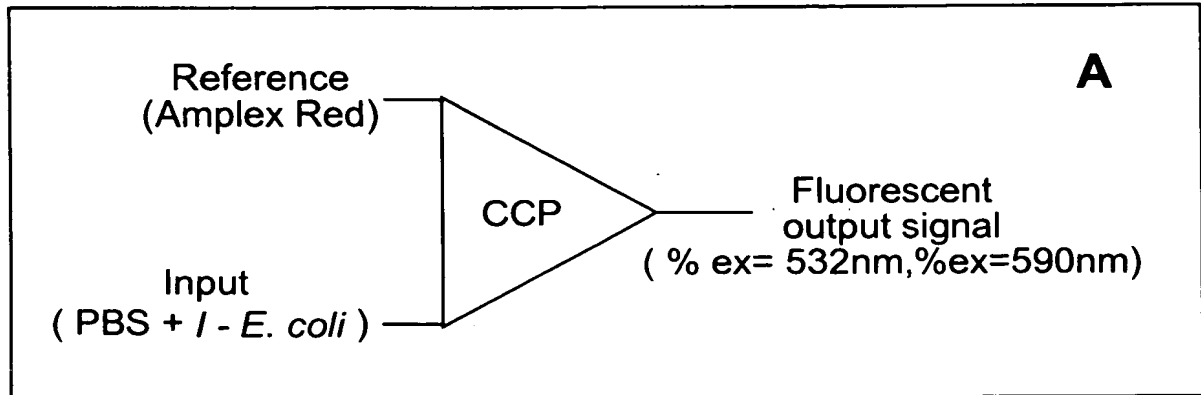 A
Reference
(Amplex Red)
CCP
Fluorescent
output signal
( % ex= 532nm,%ex=590nm)
Input
( PBS + I - E. coli )